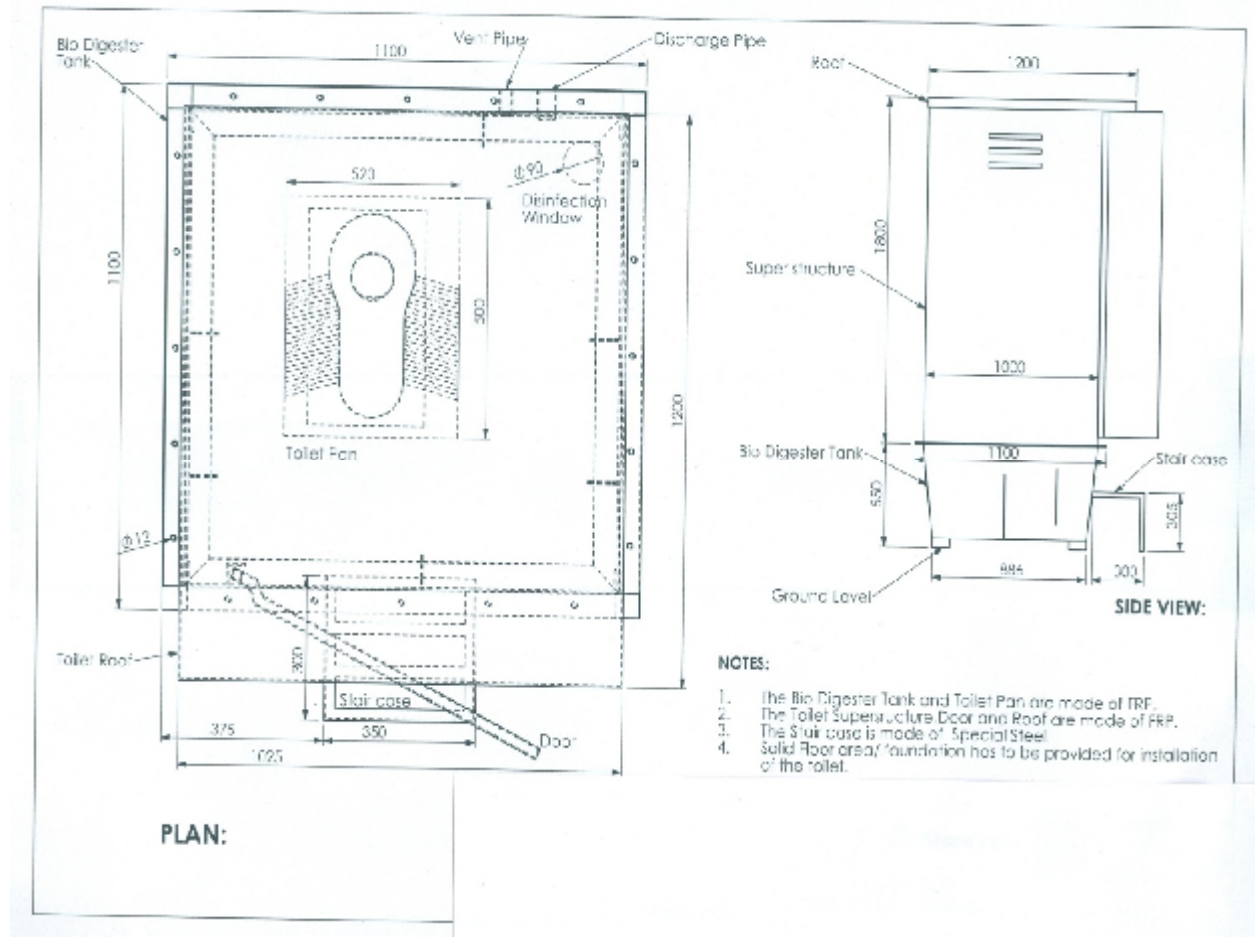 Bio Digester
Tank
1100
Vent Pipe
Discharge Pipe
520
Φ90
Disinfection
Window
1100
500
1200
Toilet Pan
Φ12
Toilet Roof
300
Stair case
375
350
Door
1025
PLAN:
Roof
1200
1800
Super structure
1000
Bio Digester Tank
1100
Stair case
550
305
300
Ground Level
SIDE VIEW:
NOTES:
1. The Bio Digester Tank and Toilet Pan are made of FRP.
2. The Toilet Supersructure Door and Roof are made of FRP.
3. The Stair case is made of Special Steel
4. Solid Floor area/ foundation has to be provided for installation
of the toilet.